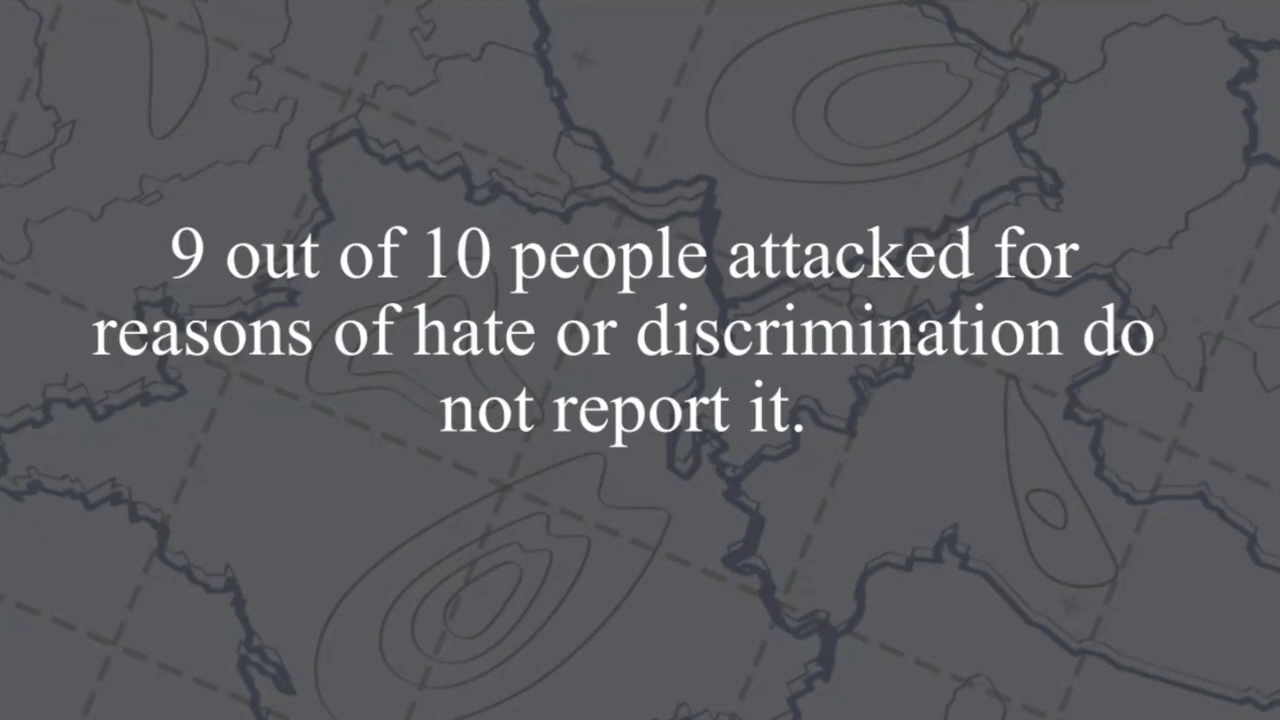 9 out of 10 people attacked for
reasons of hate or discrimination do
not report it.